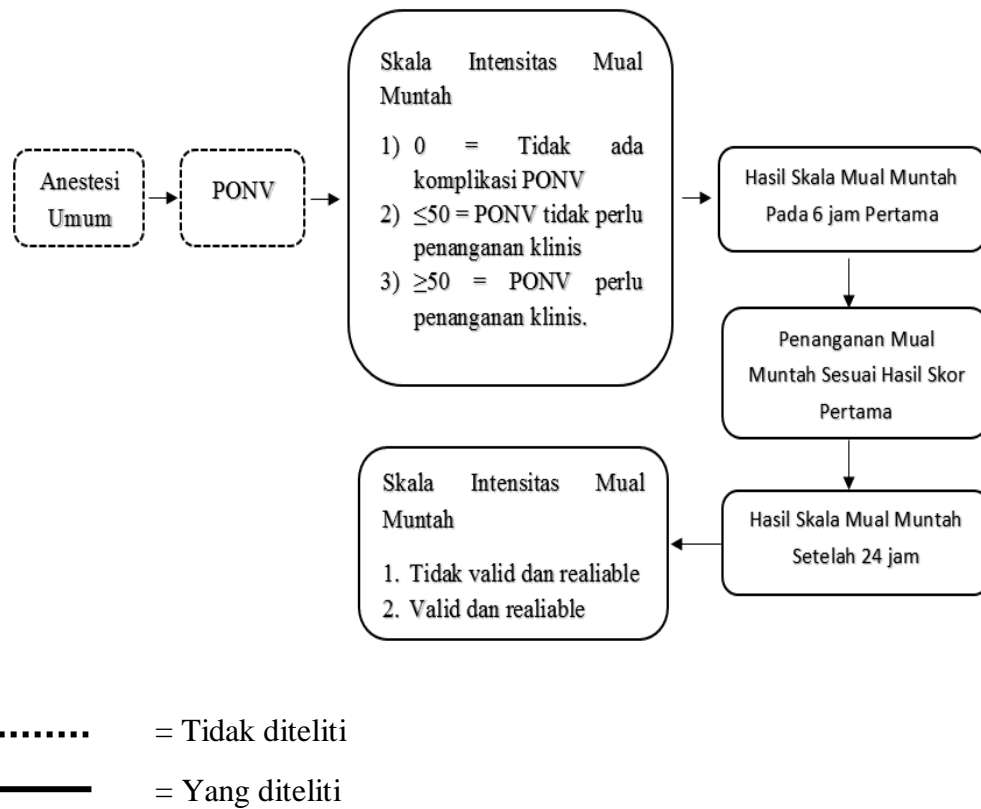 Anestesi
Umum
PONV
Skala Intensitas Mual
Muntah
1) 0 = Tidak ada
komplikasi PONV
2) ≤50 = PONV tidak perlu
penanganan klinis
3) ≥50 = PONV perlu
penanganan klinis.
Hasil Skala Mual Muntah
Pada 6 jam Pertama
Penanganan Mual
Muntah Sesuai Hasil Skor
Pertama
Hasil Skala Mual Muntah
Setelah 24 jam
Skala Intensitas Mual
Muntah
1. Tidak valid dan realiable
2. Valid dan realiable
= Tidak diteliti
= Yang diteliti